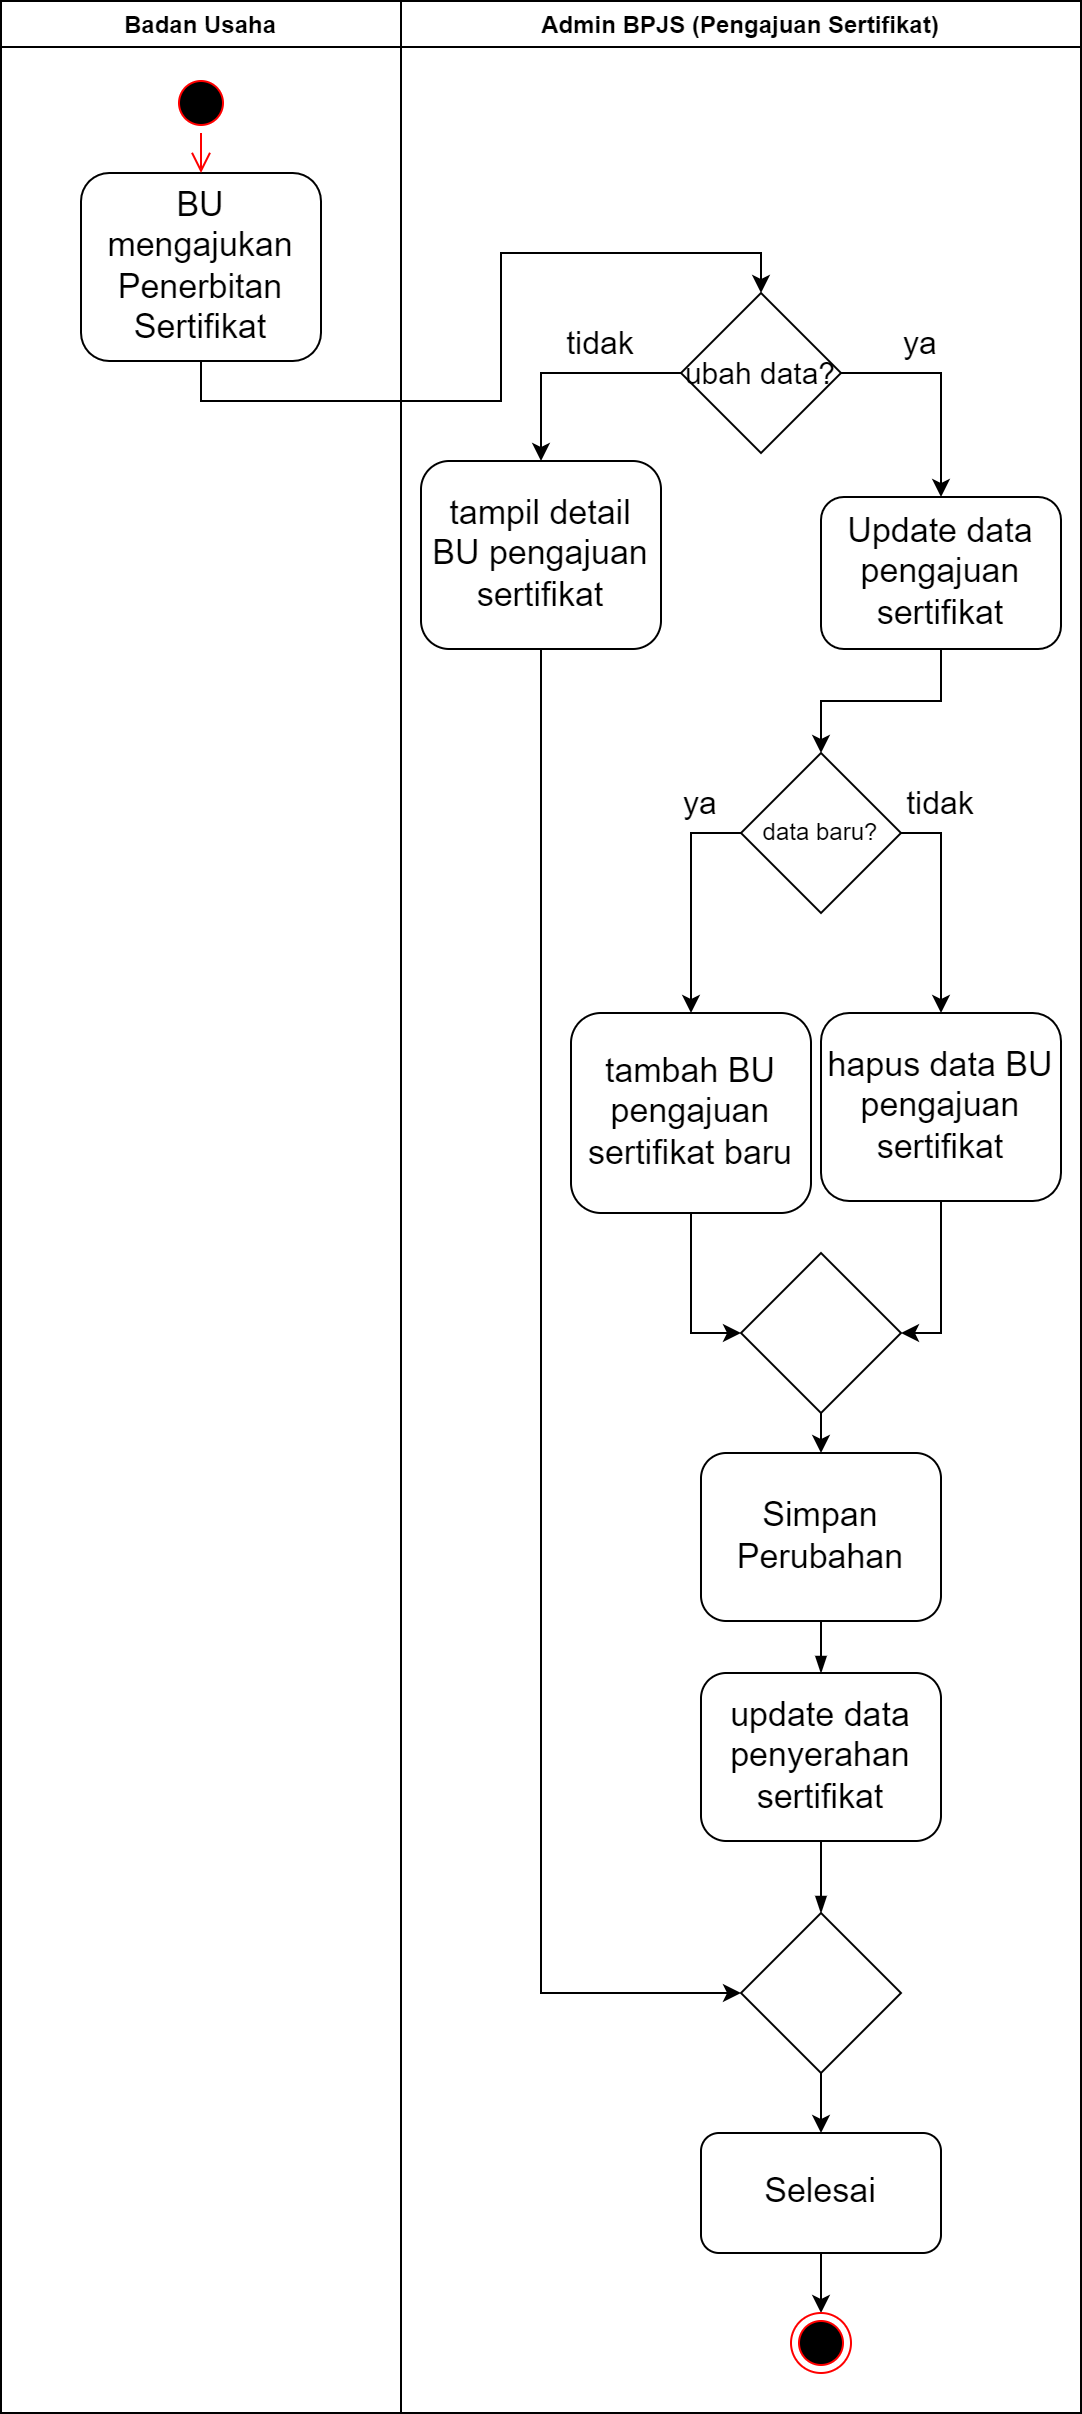 Badan Usaha
Admin BPJS (Pengajuan Sertifikat)
BU
mengajukan
Penerbitan
Sertifikat
tidak
ya
ubah data?
tampil detail
BU pengajuan
sertifikat
Update data
pengajuan
sertifikat
ya
tidak
data baru?
tambah BU
pengajuan
sertifikat baru
hapus data BU
pengajuan
sertifikat
Simpan
Perubahan
update data
penyerahan
sertifikat
Selesai